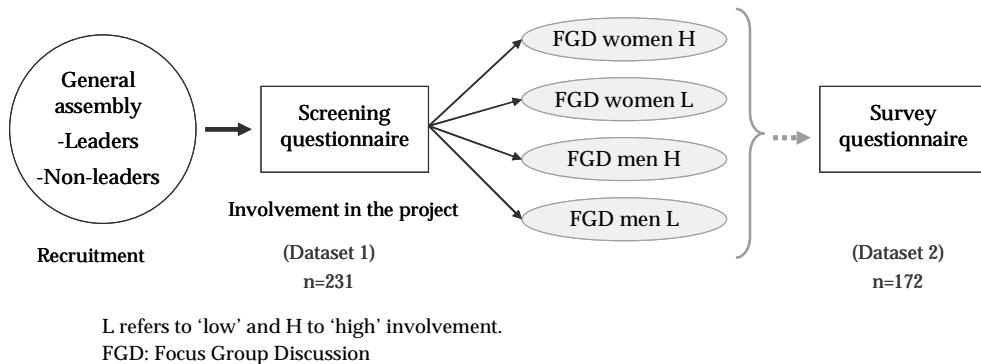 General
assembly
-Leaders
-Non-leaders
Recruitment
Screening
questionnaire
Involvement in the project
(Dataset 1)
n=231
FGD women H
FGD women L
FGD men H
FGD men L
Survey
questionnaire
(Dataset 2)
n=172
L refers to ‘low’ and H to ‘high’ involvement.
FGD: Focus Group Discussion